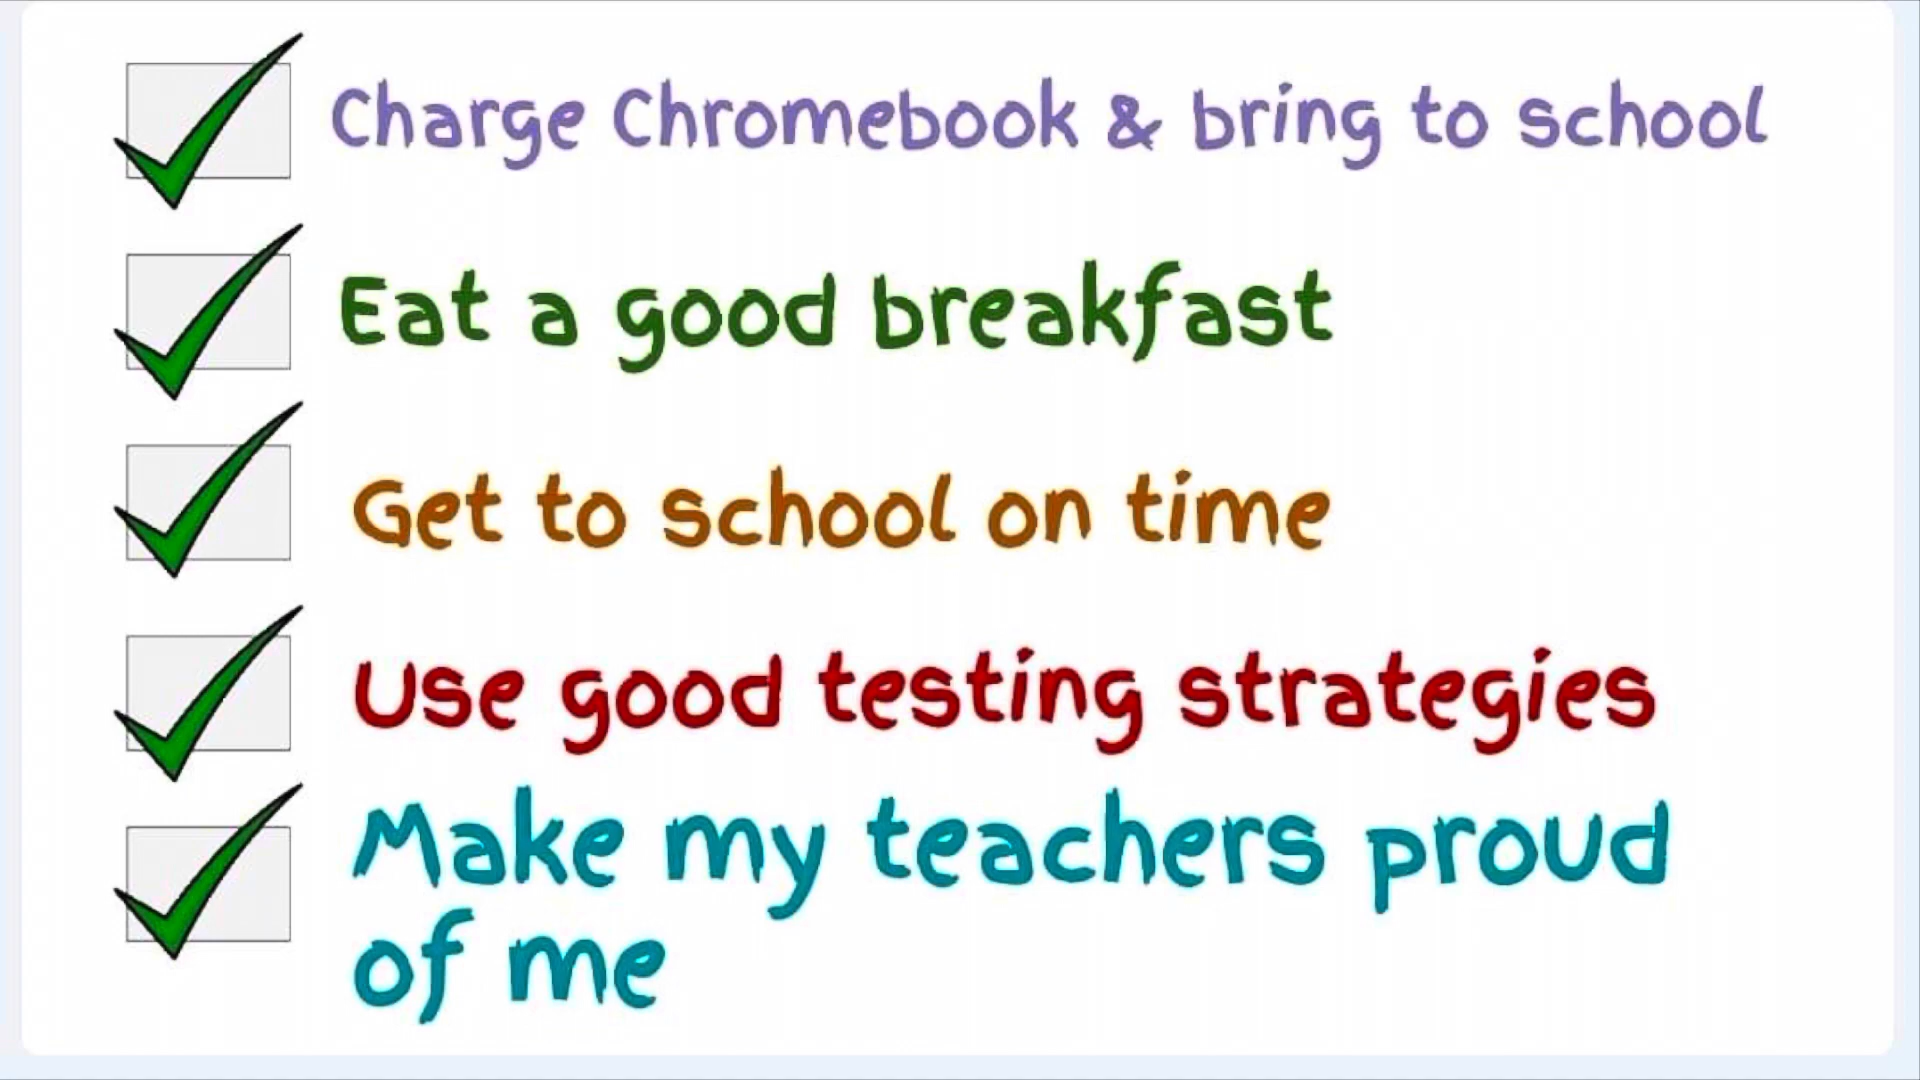 Charge Chromebook & bring to school
Eat a good breakfast
Get to school on time
Use good testing strategies
Make my teachers proud
of me